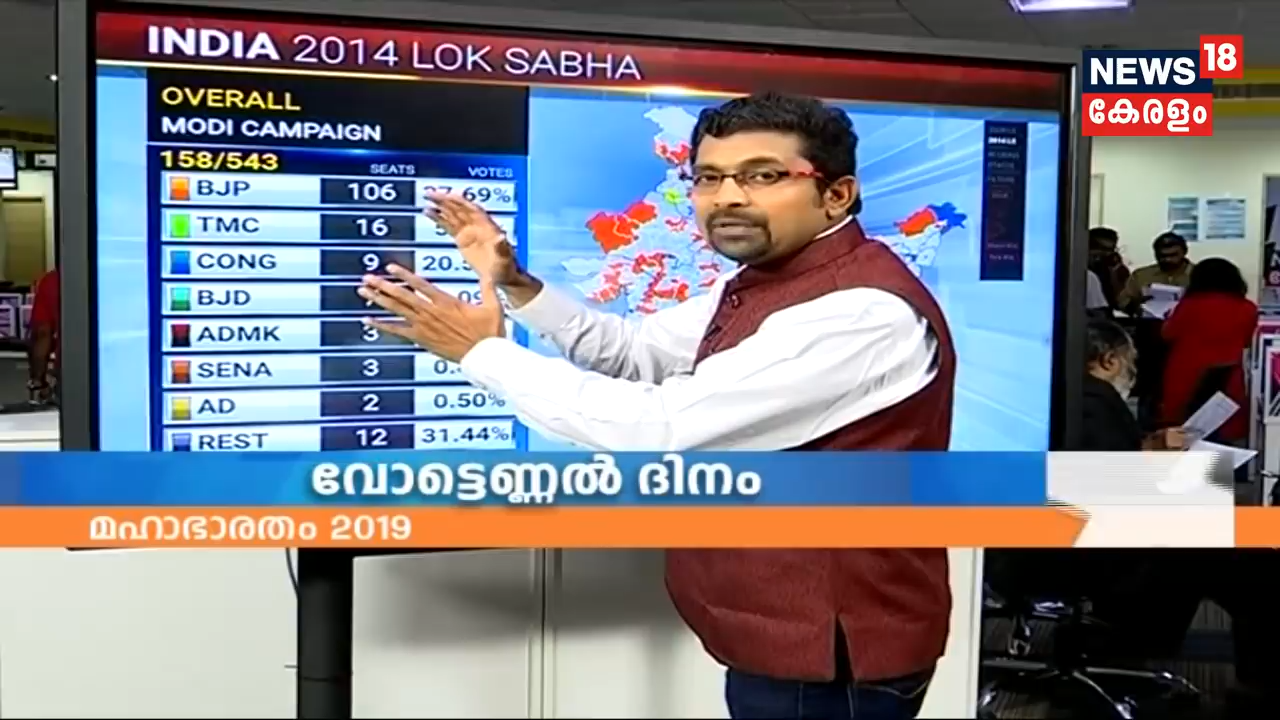 INDIA 2014 LOK SABHA
NEWS 18
കേരളം
OVERALL
MODI CAMPAIGN
158/543
SEATS VOTES
BJP 106
TMC 16
CONG 9
BJD
ADMK 3
SENA 3
AD 2 0.50%
REST 12 31.44%
വോട്ടെണ്ണൽ ദിനം
മഹാഭാരതം 2019